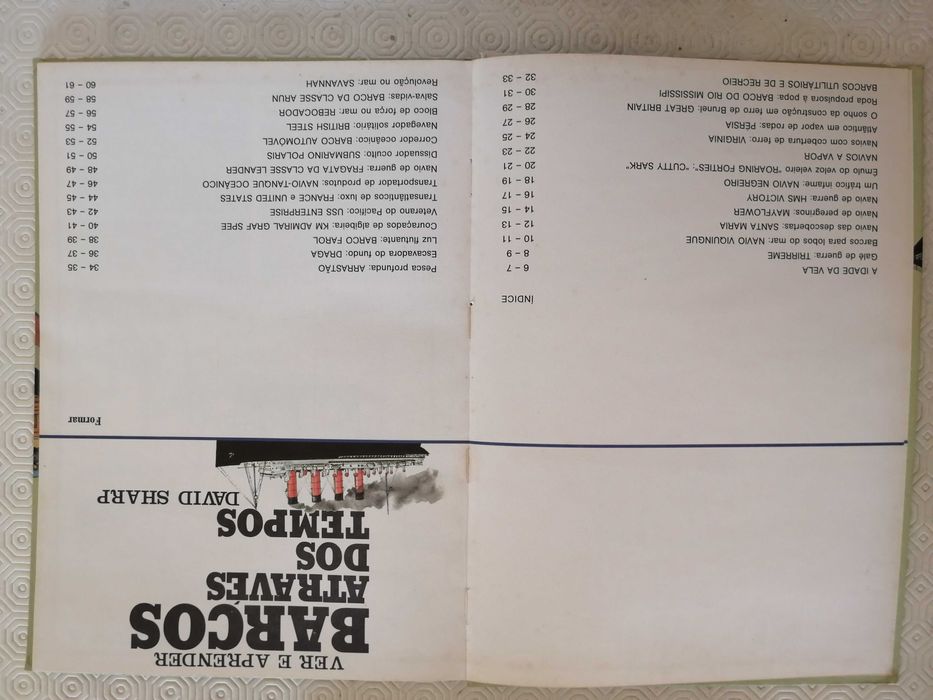 ÍNDICE
A IDADE DA VELA 6 – 7
Galé de guerra: TRIRREME 8 – 9
Barcos para lobos do mar: NAVIO VIQUINGUE 10 – 11
Navio das descobertas: SANTA MARIA 12 – 13
Navio de peregrinos: MAYFLOWER 14 – 15
Navio de guerra: HMS VICTORY 16 – 17
Um tráfico infame: NAVIO NEGREIRO 18 – 19
Êmulo do veloz veleiro "ROARING FORTIES": "CUTTY SARK" 20 – 21
NAVIOS A VAPOR 22 – 23
Navios com cobertura de ferro: VIRGINIA 24 – 25
Atlântico em vapor de rodas: PERSIA 26 – 27
O sonho da construção em ferro de Brunel: GREAT BRITAIN 28 – 29
Roda propulsora à popa: BARCO DO RIO MISSISSIPI 30 – 31
BARCOS UTILITÁRIOS E DE RECREIO 32 – 33
VER E APRENDER
BARCOS
ATRAVÉS
DOS
TEMPOS
DAVID SHARP
Formar
Pesca profunda: ARRASTÃO 34 – 35
Escavadora do fundo: DRAGA 36 – 37
Luz flutuante: BARCO FAROL 38 – 39
Couraçados de algibeira: KM ADMIRAL GRAF SPEE 40 – 41
Veterano do Pacífico: USS ENTERPRISE 42 – 43
Transatlânticos de luxo: FRANCE e UNITED STATES 44 – 45
Transportador de produtos: NAVIO-TANQUE OCEÂNICO 46 – 47
Navio de guerra: FRAGATA DA CLASSE LEANDER 48 – 49
Dissuasor oculto: SUBMARINO POLARIS 50 – 51
Corredor oceânico: BARCO AUTOMÓVEL 52 – 53
Navegador solitário: BRITISH STEEL 54 – 55
Bloco de força no mar: REBOCADOR 56 – 57
Salva-vidas: BARCO DA CLASSE ARUN 58 – 59
Revolução no mar: SAVANNAH 60 – 61